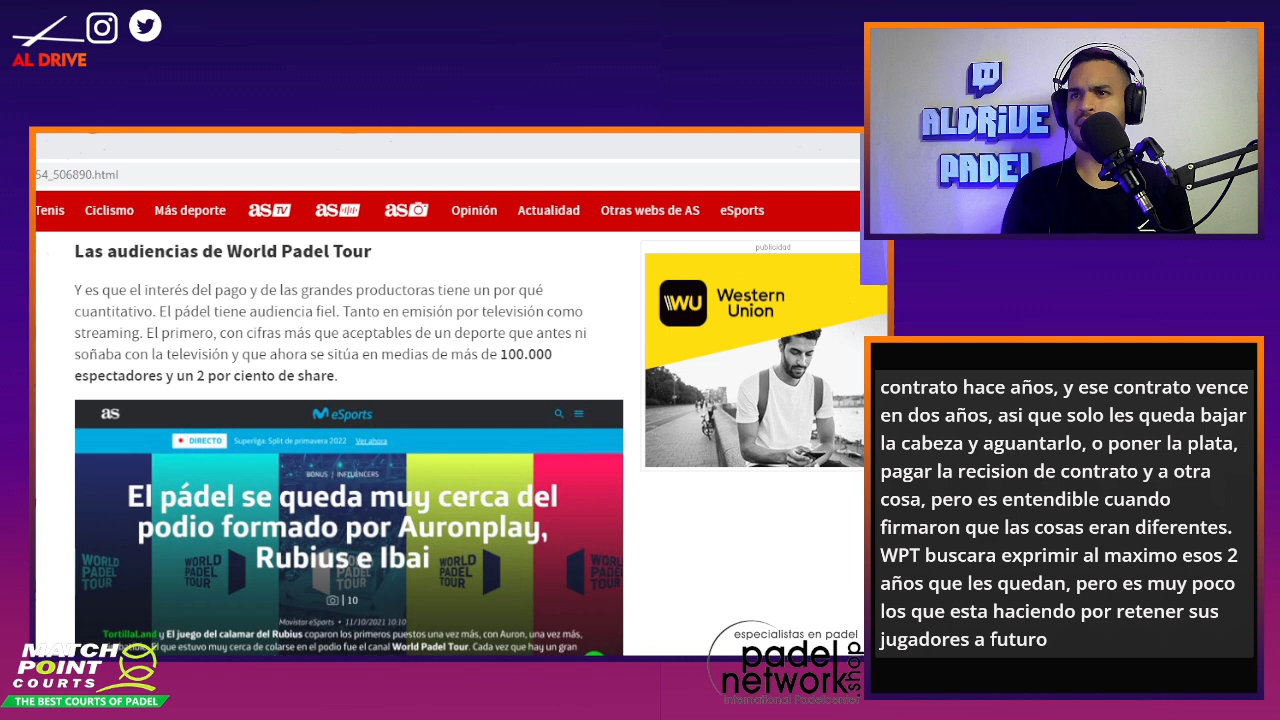 AL DRIVE
54_506890.html
Tenis Ciclismo Más deporte as TV as as Opinión Actualidad Otras webs de AS eSports
Las audiencias de World Padel Tour
Y es que el interés del pago y de las grandes productoras tiene un por qué
cuantitativo. El pádel tiene audiencia fiel. Tanto en emisión por televisión como
streaming. El primero, con cifras más que aceptables de un deporte que antes ni
soñaba con la televisión y que ahora se sitúa en medias de más de 100.000
espectadores y un 2 por ciento de share.
as
eSports
DIRECTO Superliga: Split de primavera 2022 Ver ahora
BONUS | INFLUENCERS
El pádel se queda muy cerca del
podio formado por Auronplay,
Rubius e Ibai
WORLD
PADEL
TOUR
WORLD
PADEL
TOUR
WORLD
PADEL
TOUR
10
Movistar eSports • 11/10/2021 10:10
TortillaLand y El juego del calamar del Rubius coparon los primeros puestos una vez más, con Auron, una vez más,
el que estuvo muy cerca de colarse en el podio fue el canal World Padel Tour. Cada vez que hay un gran
publicidad
WU Western
Union
ALDRIVE
PADEL
contrato hace años, y ese contrato vence
en dos años, asi que solo les queda bajar
la cabeza y aguantarlo, o poner la plata,
pagar la recision de contrato y a otra
cosa, pero es entendible cuando
firmaron que las cosas eran diferentes.
WPT buscara exprimir al maximo esos 2
años que les quedan, pero es muy poco
los que esta haciendo por retener sus
jugadores a futuro
MATCH
POINT
COURTS
THE BEST COURTS OF PADEL
especialistas en padel
padel
network
.shop
International Padelcenter